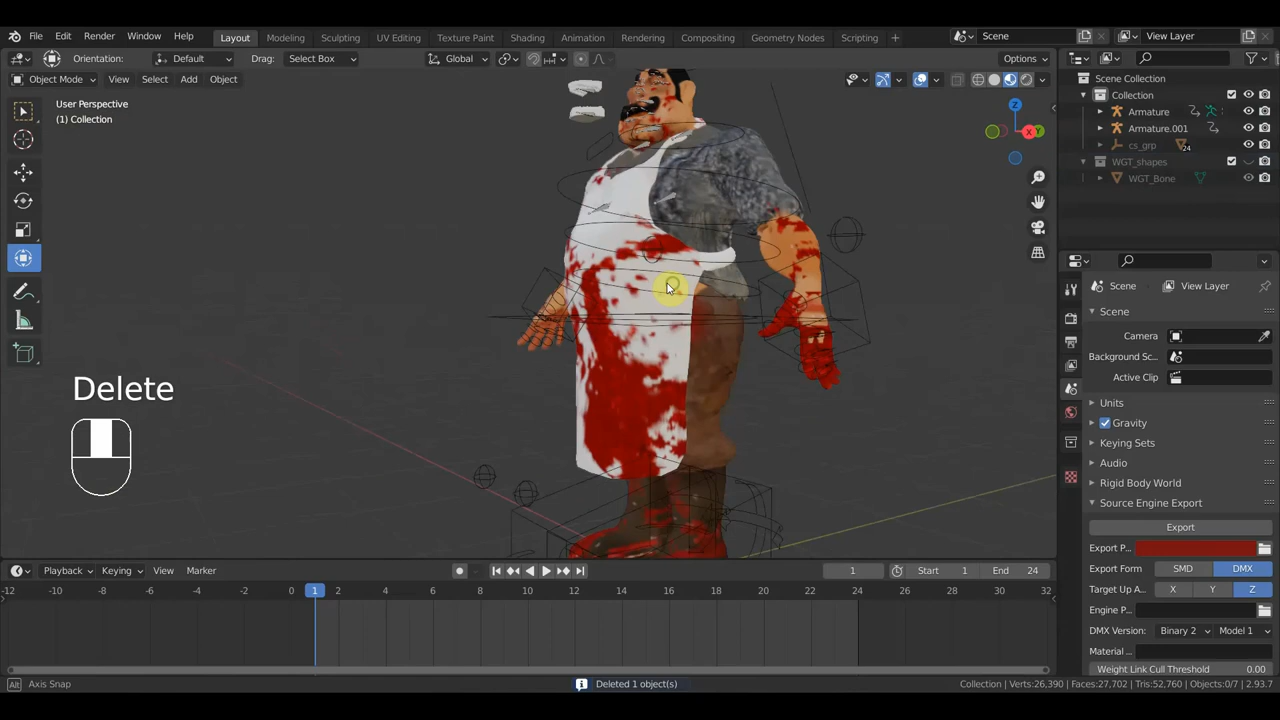 File Edit Render Window Help Layout Modeling Sculpting UV Editing Texture Paint Shading Animation Rendering Compositing Geometry Nodes Scripting + Scene View Layer
Orientation: Default Drag: Select Box Global Options
Object Mode View Select Add Object
User Perspective
(1) Collection
Scene Collection
Collection
Armature
Armature.001
cs_grp 24
WGT_shapes
WGT_Bone
Z
X
Y
Scene View Layer
Scene
Camera
Background Sc...
Active Clip
Units
Gravity
Keying Sets
Audio
Rigid Body World
Source Engine Export
Export
Export P...
Export Form SMD DMX
Target Up A... X Y Z
Engine P...
DMX Version: Binary 2 Model 1
Material ...
Weight Link Cull Threshold 0.00
Delete
Playback Keying View Marker 1 Start 1 End 24
-12 -10 -8 -6 -4 -2 0 1 2 4 6 8 10 12 14 16 18 20 22 24 26 28 30 32
Alt Axis Snap Deleted 1 object(s) Collection | Verts:26,390 | Faces:27,702 | Tris:52,760 | Objects:0/7 | 2.93.7